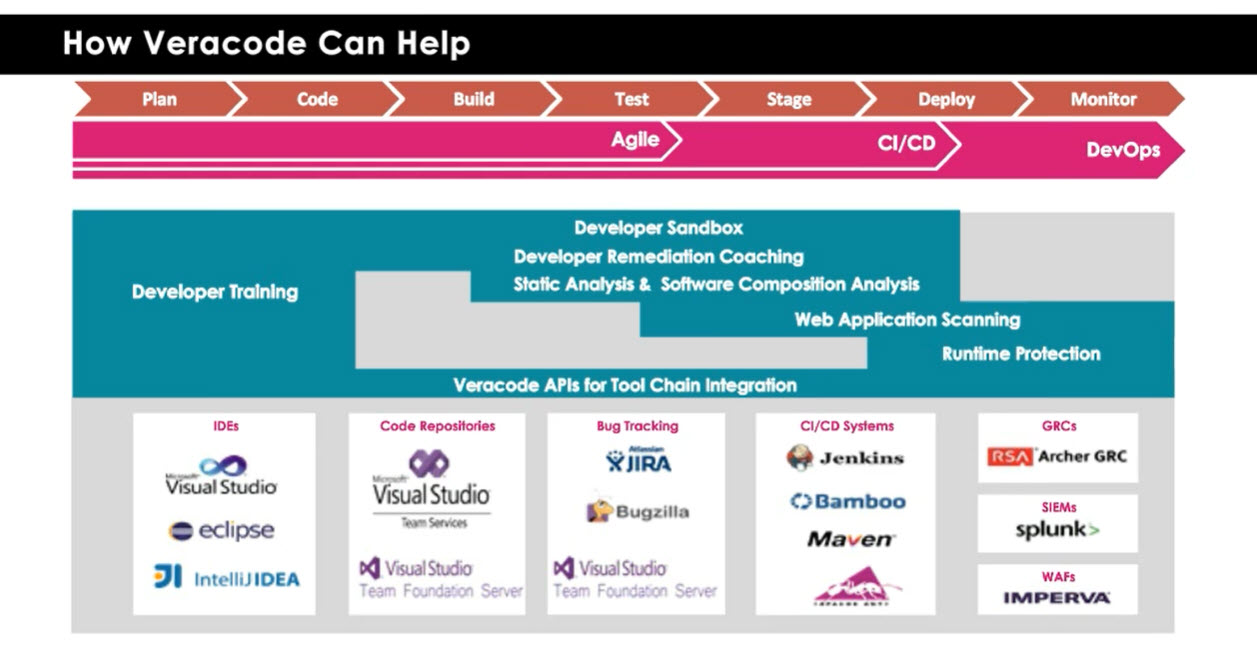 How Veracode Can Help
Plan
Code
Build
Test
Stage
Deploy
Monitor
Agile
CI/CD
DevOps
Developer Sandbox
Developer Remediation Coaching
Static Analysis & Software Composition Analysis
Developer Training
Web Application Scanning
Runtime Protection
Veracode APIs for Tool Chain Integration
IDEs
Microsoft
Visual Studio
eclipse
IntelliJ IDEA
Code Repositories
Microsoft
Visual Studio
Team Services
Visual Studio
Team Foundation Server
Bug Tracking
Atlassian
JIRA
Bugzilla
Visual Studio
Team Foundation Server
CI/CD Systems
Jenkins
Bamboo
Maven
APACHE ANT
GRCs
RSA Archer GRC
SIEMs
splunk>
WAFs
IMPERVA